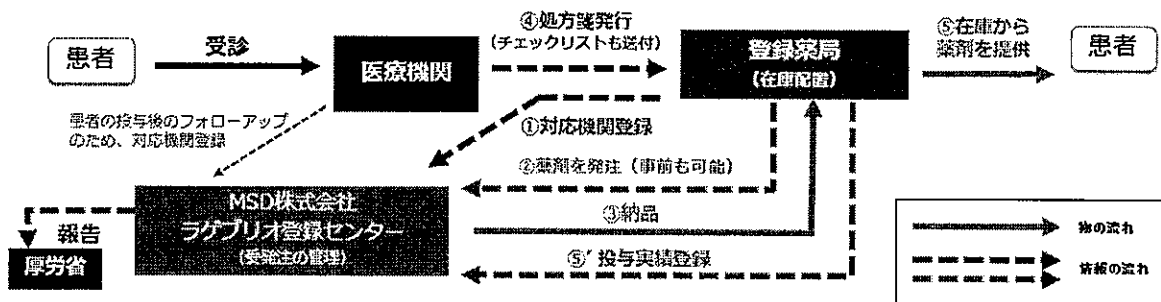 患者
受診
医療機関
④処方箋発行
(チェックリストも送付)
登録薬局
(在庫配置)
⑤在庫から
薬剤を提供
患者
患者の投与後のフォローアップ
のため、対応機関登録
①対応機関登録
②薬剤を発注(事前も可能)
MSD株式会社
ラゲブリオ登録センター
(受発注の管理)
③納品
⑤’投与実績登録
報告
厚労省
物の流れ
情報の流れ